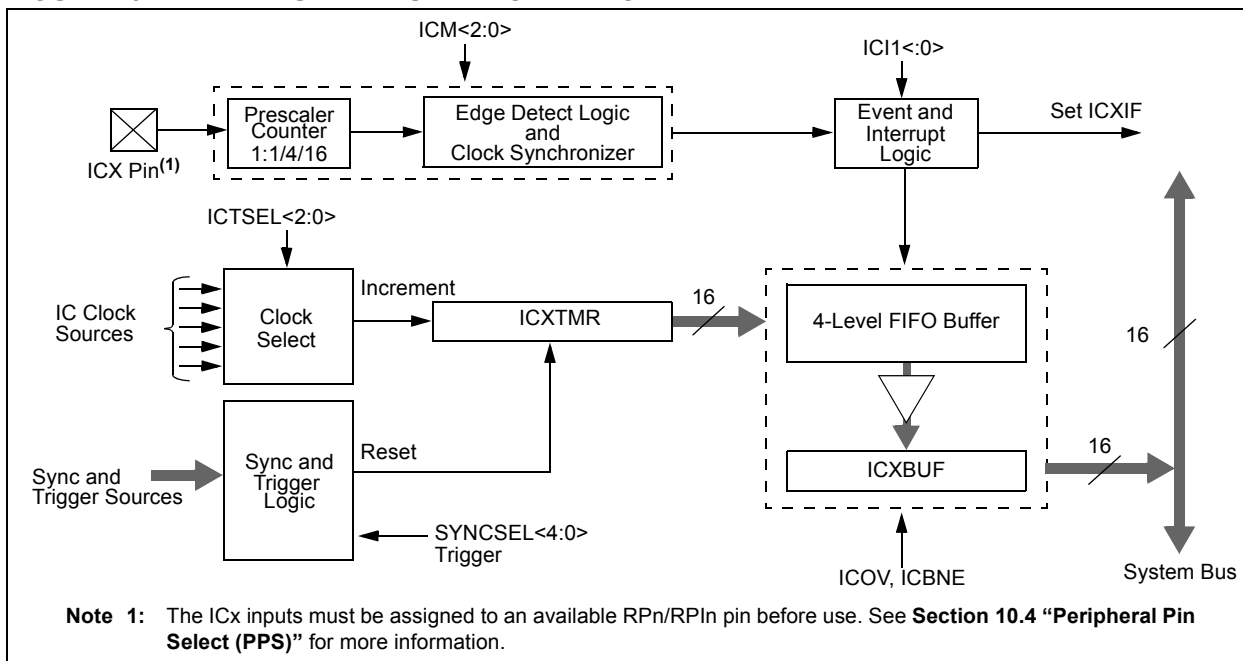 ICM<2:0>
ICI1<:0>
Prescaler
Counter
1:1/4/16
Edge Detect Logic
and
Clock Synchronizer
Event and
Interrupt
Logic
Set ICXIF
ICX Pin(1)
ICTSEL<2:0>
IC Clock
Sources
Clock
Select
Increment
ICXTMR
16
4-Level FIFO Buffer
16
Sync and
Trigger Sources
Sync and
Trigger
Logic
Reset
ICXBUF
16
SYNCSEL<4:0>
Trigger
ICOV, ICBNE
System Bus
Note 1: The ICx inputs must be assigned to an available RPn/RPIn pin before use. See Section 10.4 “Peripheral Pin
Select (PPS)” for more information.